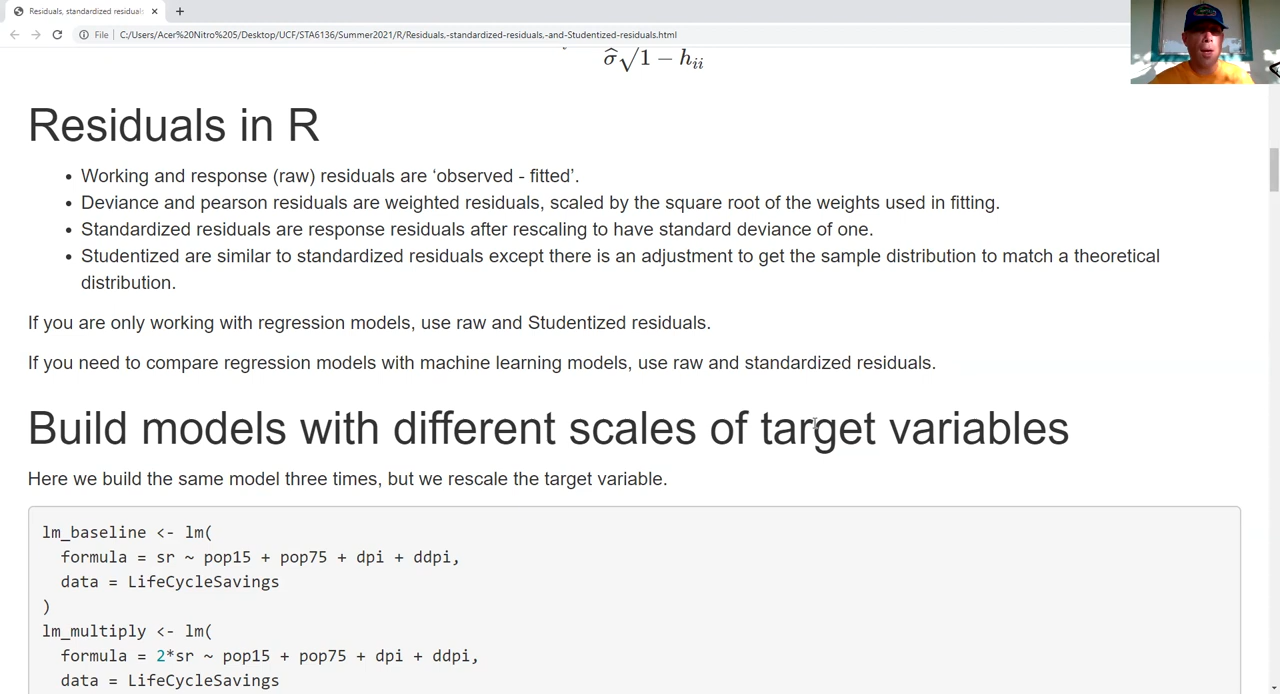 Residuals, standardized residuals
File C:/Users/Acer%20Nitro%205/Desktop/UCF/STA6136/Summer2021/R/Residuals,-standardized-residuals,-and-Studentized-residuals.html
σ̂√1 − hᵢᵢ
Residuals in R
• Working and response (raw) residuals are ‘observed - fitted’.
• Deviance and pearson residuals are weighted residuals, scaled by the square root of the weights used in fitting.
• Standardized residuals are response residuals after rescaling to have standard deviance of one.
• Studentized are similar to standardized residuals except there is an adjustment to get the sample distribution to match a theoretical
distribution.
If you are only working with regression models, use raw and Studentized residuals.
If you need to compare regression models with machine learning models, use raw and standardized residuals.
Build models with different scales of target variables
Here we build the same model three times, but we rescale the target variable.
lm_baseline <- lm(
formula = sr ~ pop15 + pop75 + dpi + ddpi,
data = LifeCycleSavings
)
lm_multiply <- lm(
formula = 2*sr ~ pop15 + pop75 + dpi + ddpi,
data = LifeCycleSavings